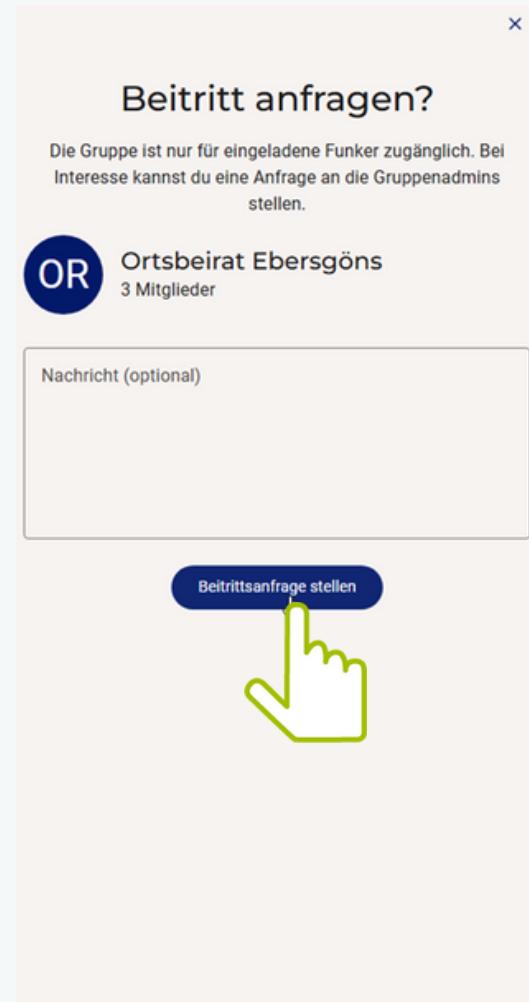 Beitritt anfragen?
Die Gruppe ist nur für eingeladene Funker zugänglich. Bei
Interesse kannst du eine Anfrage an die Gruppenadmins
stellen.
OR
Ortsbeirat Ebersgöns
3 Mitglieder
Nachricht (optional)
Beitrittsanfrage stellen